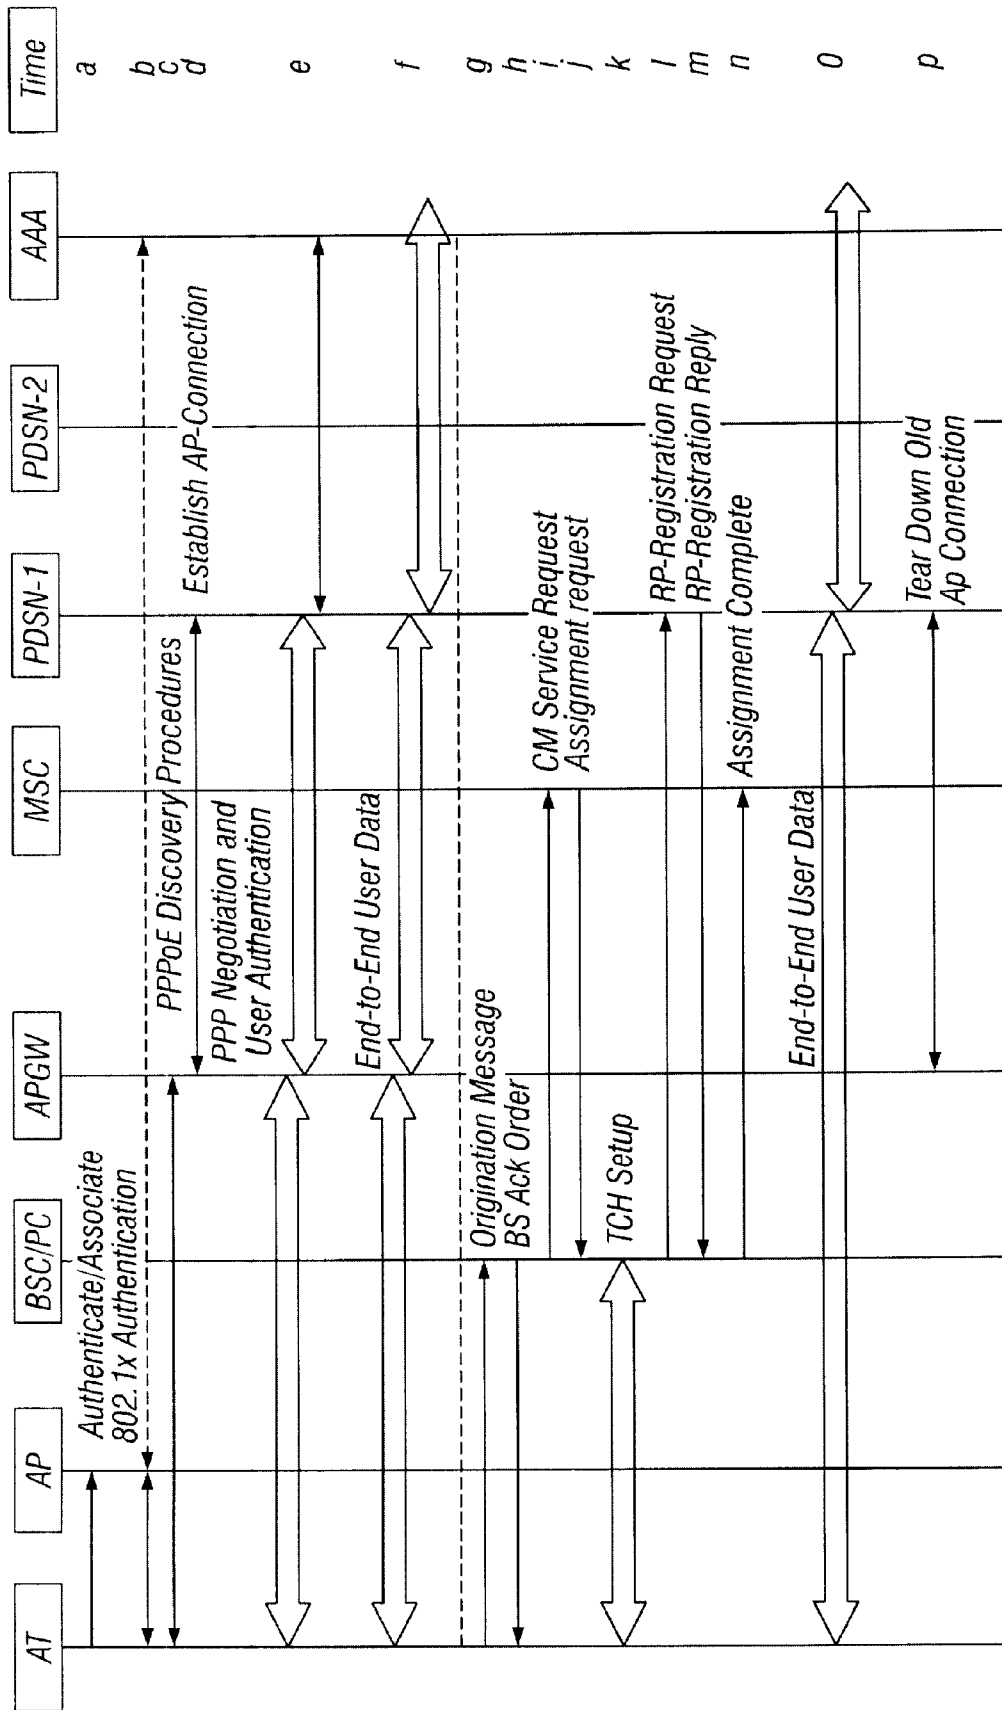 AT
AP
BSC/PC
APGW
MSC
PDSN-1
PDSN-2
AAA
Time
Authenticate/Associate
802.1x Authentication
PPPoE Discovery Procedures
Establish AP-Connection
PPP Negotiation and
User Authentication
End-to-End User Data
Origination Message
BS Ack Order
CM Service Request
Assignment request
TCH Setup
RP-Registration Request
RP-Registration Reply
Assignment Complete
End-to-End User Data
Tear Down Old
Ap Connection
a
b
c
d
e
f
g
h
i
j
k
l
m
n
o
p